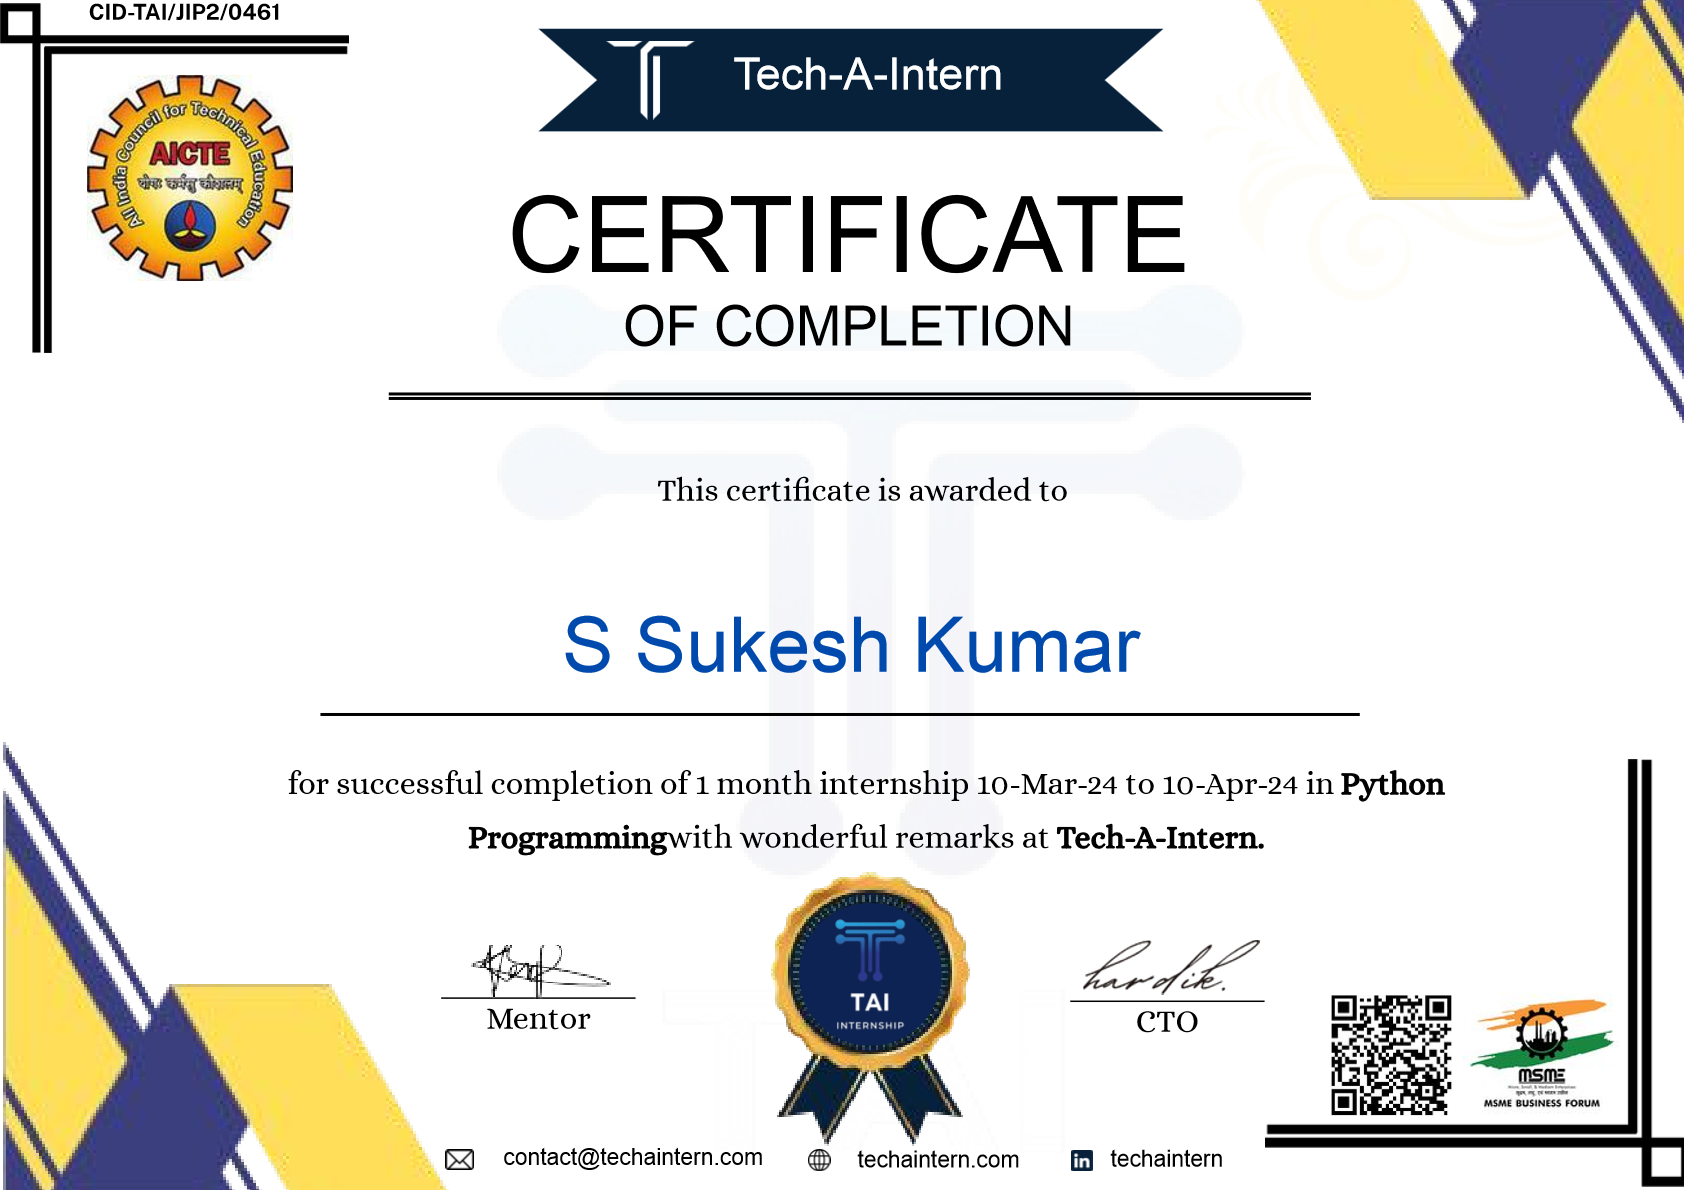 CID-TAI/JIP2/0461
Tech-A-Intern
All India Council for Technical Education
AICTE
योगः कर्मसु कौशलम्
CERTIFICATE
OF COMPLETION
This certificate is awarded to
S Sukesh Kumar
for successful completion of 1 month internship 10-Mar-24 to 10-Apr-24 in Python
Programmingwith wonderful remarks at Tech-A-Intern.
Mentor
TAI
INTERNSHIP
hardik.
CTO
MSME
MSME BUSINESS FORUM
contact@techaintern.com
techaintern.com
in techaintern